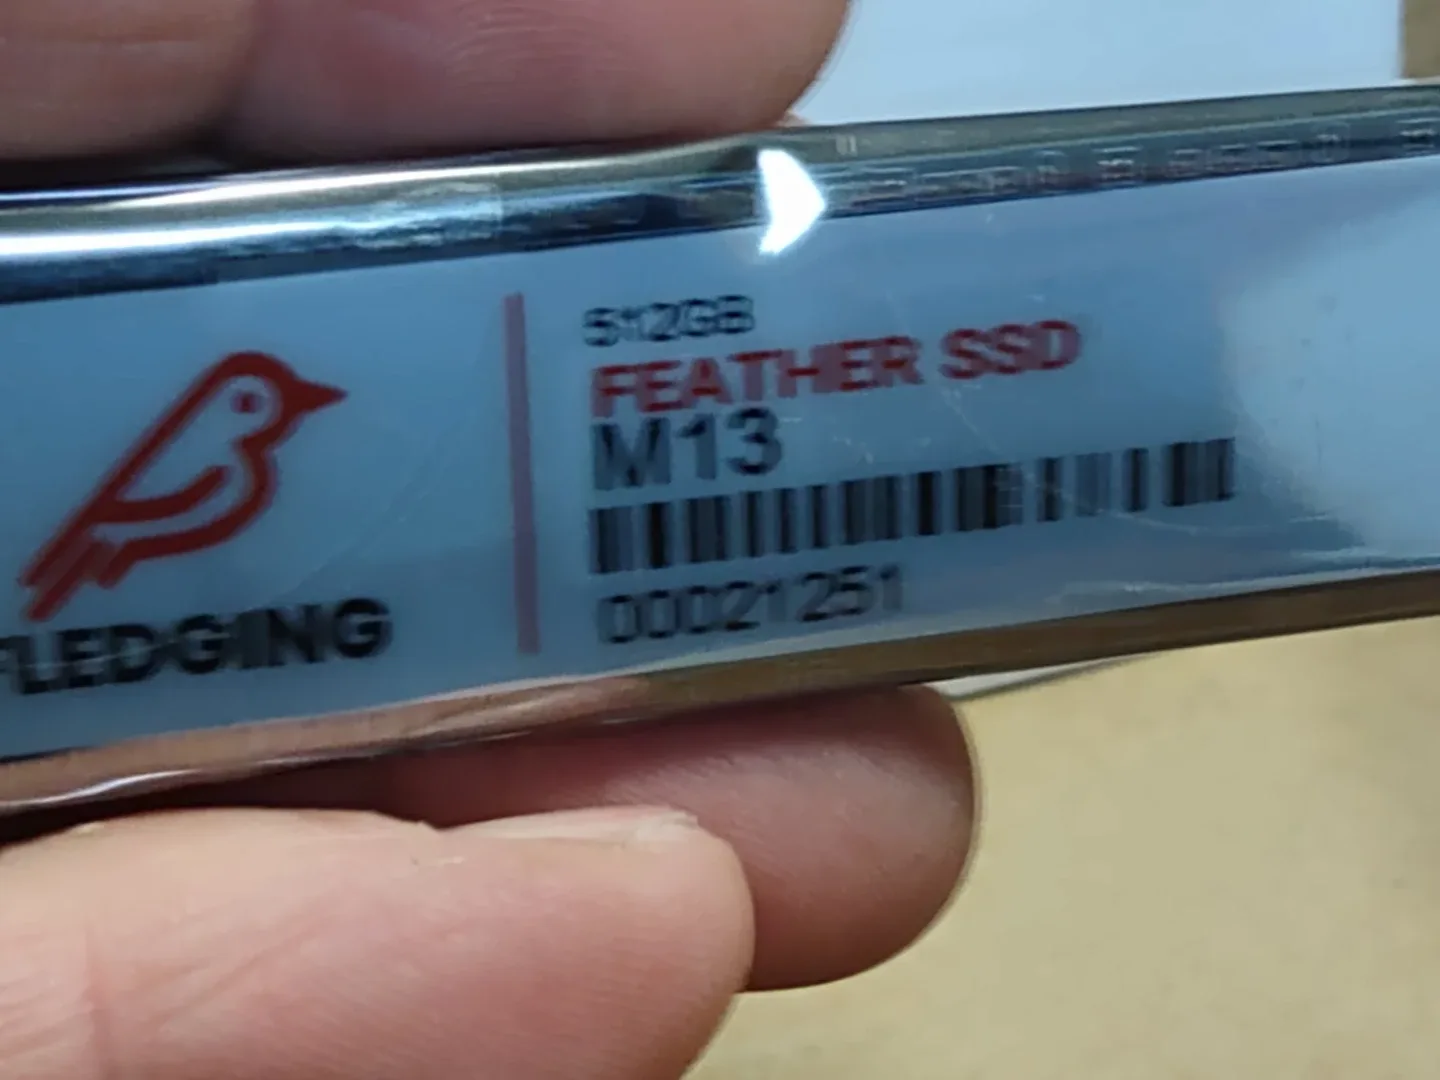 FLEDGING
512GB
FEATHER SSD
M13
00021251